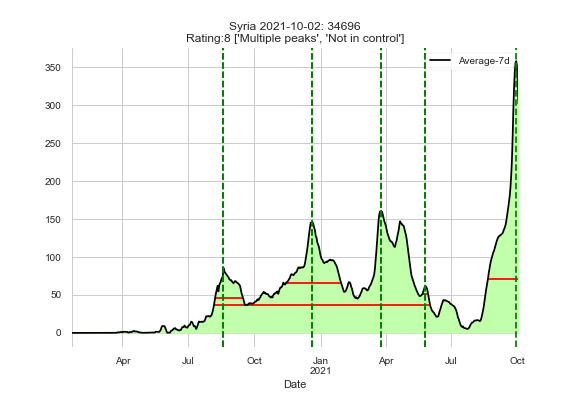 Syria 2021-10-02: 34696
Rating:8 ['Multiple peaks', 'Not in control']
Average-7d
350
300
250
200
150
100
50
0
Apr
Jul
Oct
Jan
2021
Apr
Jul
Oct
Date